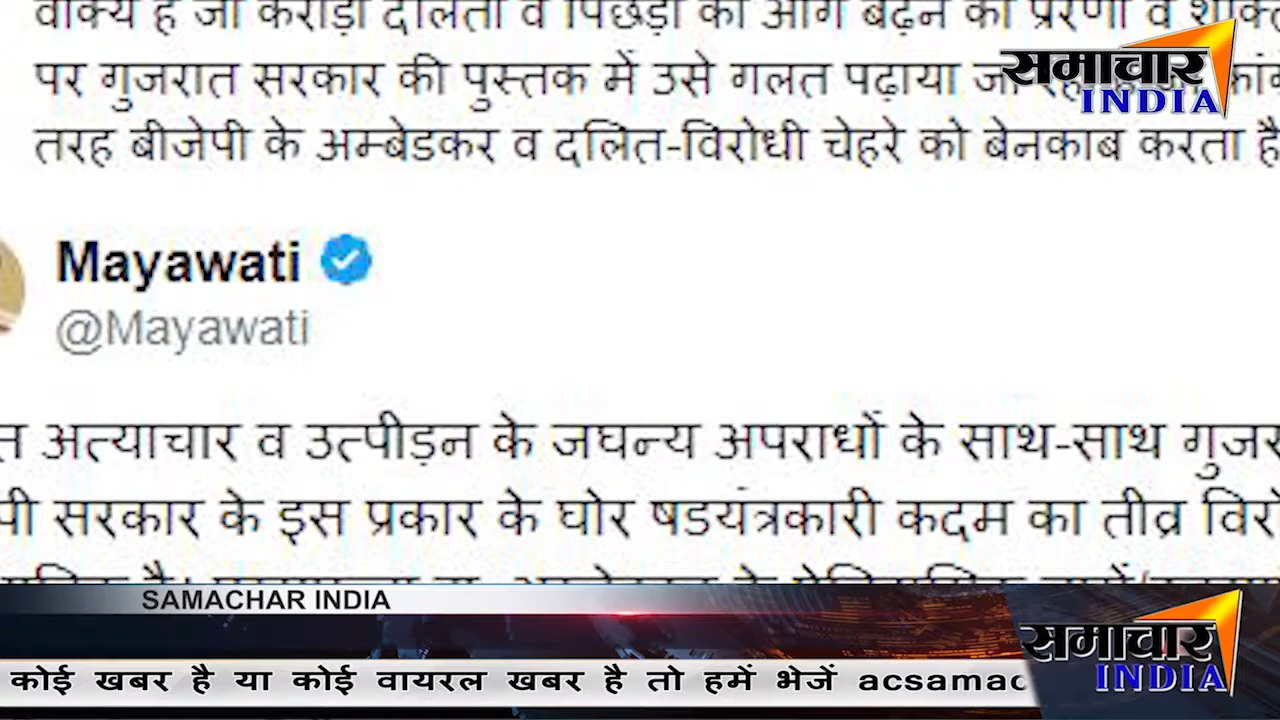 वाक्य है जो करोड़ों दलितों व पिछड़ों को आगे बढ़ने की प्रेरणा व
पर गुजरात सरकार की पुस्तक में उसे गलत पढ़ाया
तरह बीजेपी के अम्बेडकर व दलित-विरोधी चेहरे को बेनकाब करता है
समाचार
INDIA
Mayawati
@Mayawati
अत्याचार व उत्पीड़न के जघन्य अपराधों के साथ-साथ
सरकार के इस प्रकार के घोर षडयंत्रकारी कदम का तीव्र
SAMACHAR INDIA
समाचार
INDIA
कोई खबर है या कोई वायरल खबर है तो हमें भेजें acsamac